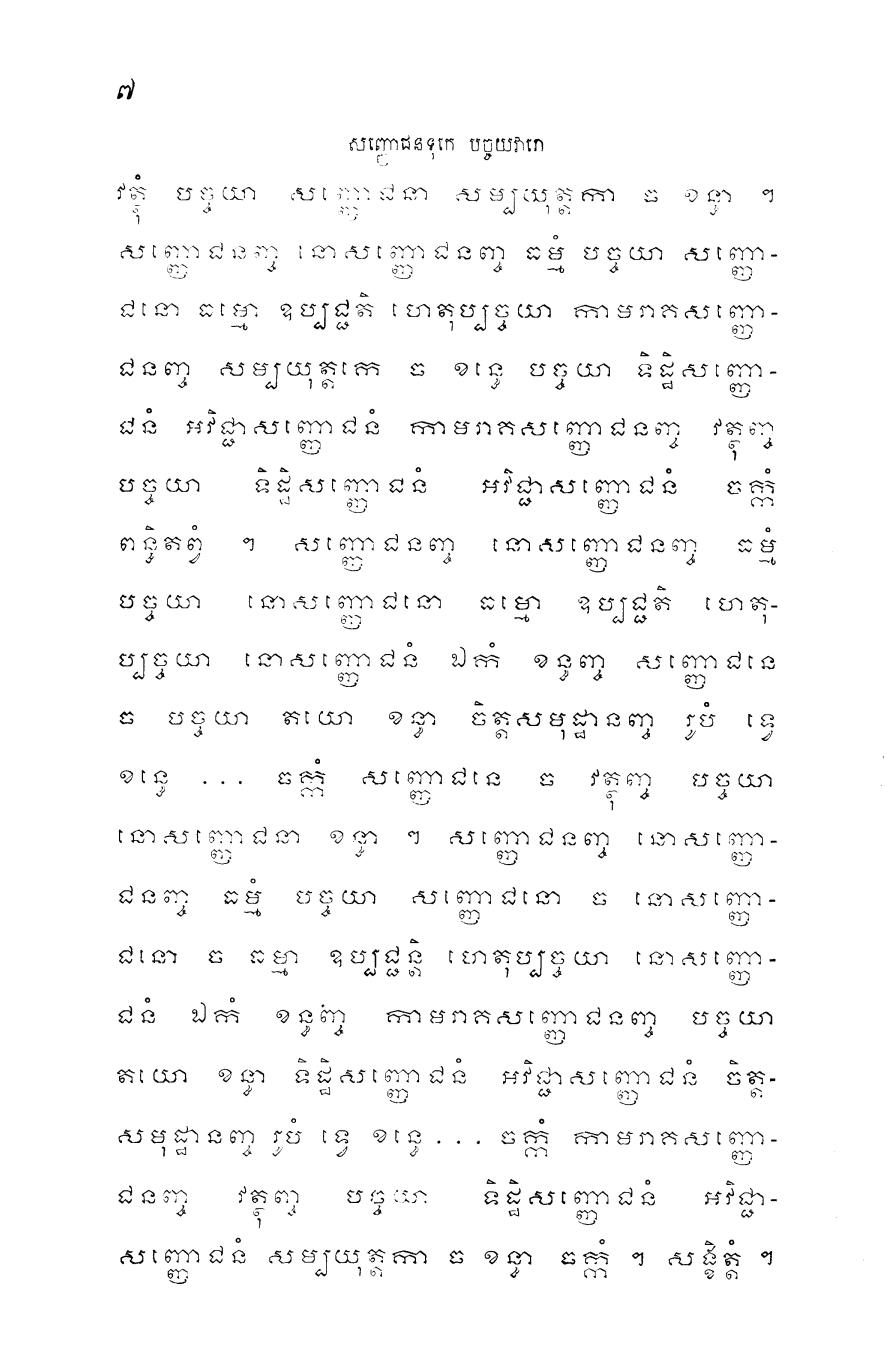 ៧
សញ្ញោជនទុកេ បច្ចយវារោ
វត្ថុំ បច្ចយា សញ្ញោជនា សម្បយុត្តកា ច ខន្ធា ។
សញ្ញោជនញ្ច នោសញ្ញោជនញ្ច ធម្មំ បច្ចយា សញ្ញោ-
ជនោ ធម្មោ ឧប្បជ្ជតិ ហេតុប្បច្ចយា កាមរាគសញ្ញោ-
ជនញ្ច សម្បយុត្តកេ ច ខន្ធេ បច្ចយា ទិដ្ឋិសញ្ញោ-
ជនំ អវិជ្ជាសញ្ញោជនំ កាមរាគសញ្ញោជនញ្ច វត្ថុញ្ច
បច្ចយា ទិដ្ឋិសញ្ញោជនំ អវិជ្ជាសញ្ញោជនំ ចក្កំ
ពន្ធិតព្វំ ។ សញ្ញោជនញ្ច នោសញ្ញោជនញ្ច ធម្មំ
បច្ចយា នោសញ្ញោជនោ ធម្មោ ឧប្បជ្ជតិ ហេតុ-
ប្បច្ចយា នោសញ្ញោជនំ ឯកំ ខន្ធញ្ច សញ្ញោជនេ
ច បច្ចយា តយោ ខន្ធា ចិត្តសមុដ្ឋានញ្ច រូបំ ទ្វេ
ខន្ធេ ... ចក្កំ សញ្ញោជនេ ច វត្ថុញ្ច បច្ចយា
នោសញ្ញោជនា ខន្ធា ។ សញ្ញោជនញ្ច នោសញ្ញោ-
ជនញ្ច ធម្មំ បច្ចយា សញ្ញោជនោ ច នោសញ្ញោ-
ជនោ ច ធម្មា ឧប្បជ្ជន្តិ ហេតុប្បច្ចយា នោសញ្ញោ-
ជនំ ឯកំ ខន្ធញ្ច កាមរាគសញ្ញោជនញ្ច បច្ចយា
តយោ ខន្ធា ទិដ្ឋិសញ្ញោជនំ អវិជ្ជាសញ្ញោជនំ ចិត្ត-
សមុដ្ឋានញ្ច រូបំ ទ្វេ ខន្ធេ ... ចក្កំ កាមរាគសញ្ញោ-
ជនញ្ច វត្ថុញ្ច បច្ចយា ទិដ្ឋិសញ្ញោជនំ អវិជ្ជា-
សញ្ញោជនំ សម្បយុត្តកា ច ខន្ធា ចក្កំ ។ សង្ខិត្តំ ។